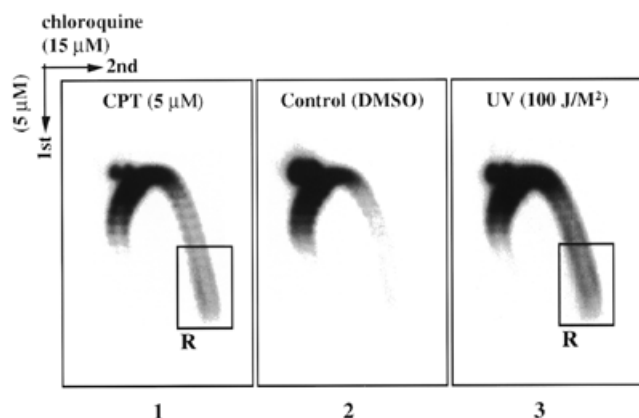 chloroquine
(15 µM)
2nd
(5 µM)
1st
CPT (5 µM)
Control (DMSO)
UV (100 J/M²)
R
R
1
2
3